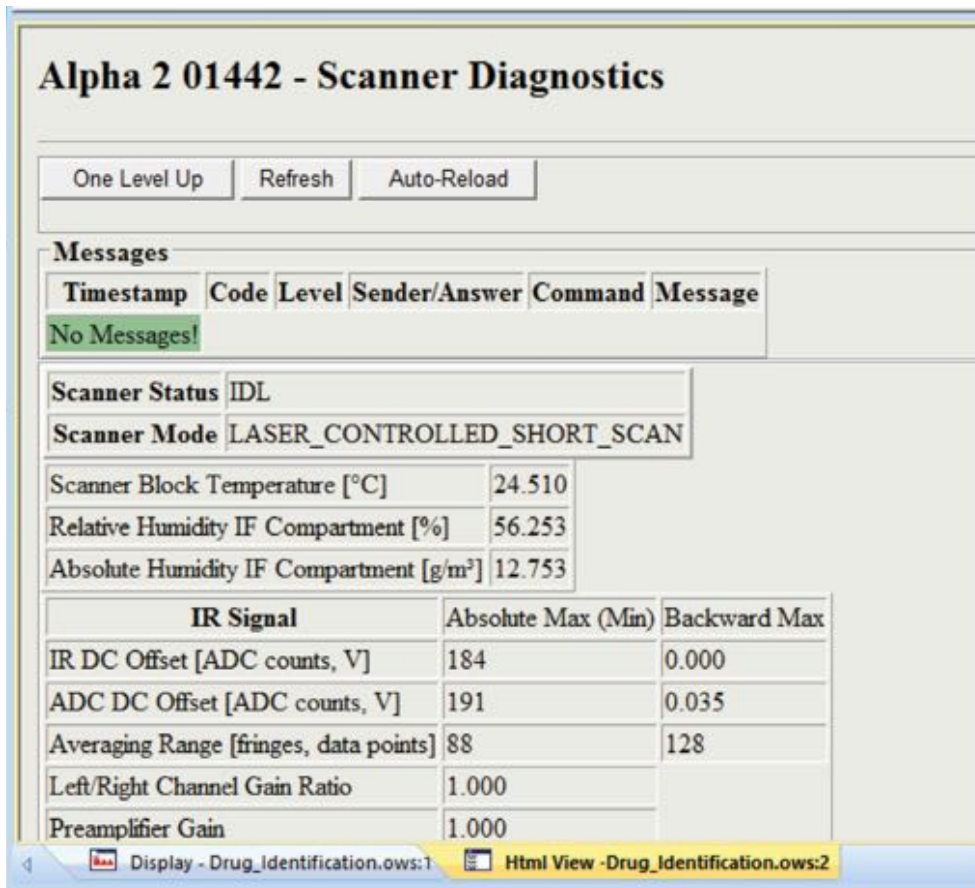 Alpha 2 01442 - Scanner Diagnostics
One Level Up Refresh Auto-Reload
Messages
Timestamp Code Level Sender/Answer Command Message
No Messages!
Scanner Status IDL
Scanner Mode LASER_CONTROLLED_SHORT_SCAN
Scanner Block Temperature [°C] 24.510
Relative Humidity IF Compartment [%] 56.253
Absolute Humidity IF Compartment [g/m³] 12.753
IR Signal Absolute Max (Min) Backward Max
IR DC Offset [ADC counts, V] 184 0.000
ADC DC Offset [ADC counts, V] 191 0.035
Averaging Range [fringes, data points] 88 128
Left/Right Channel Gain Ratio 1.000
Preamplifier Gain 1.000
Display - Drug_Identification.ows:1 Html View -Drug_Identification.ows:2